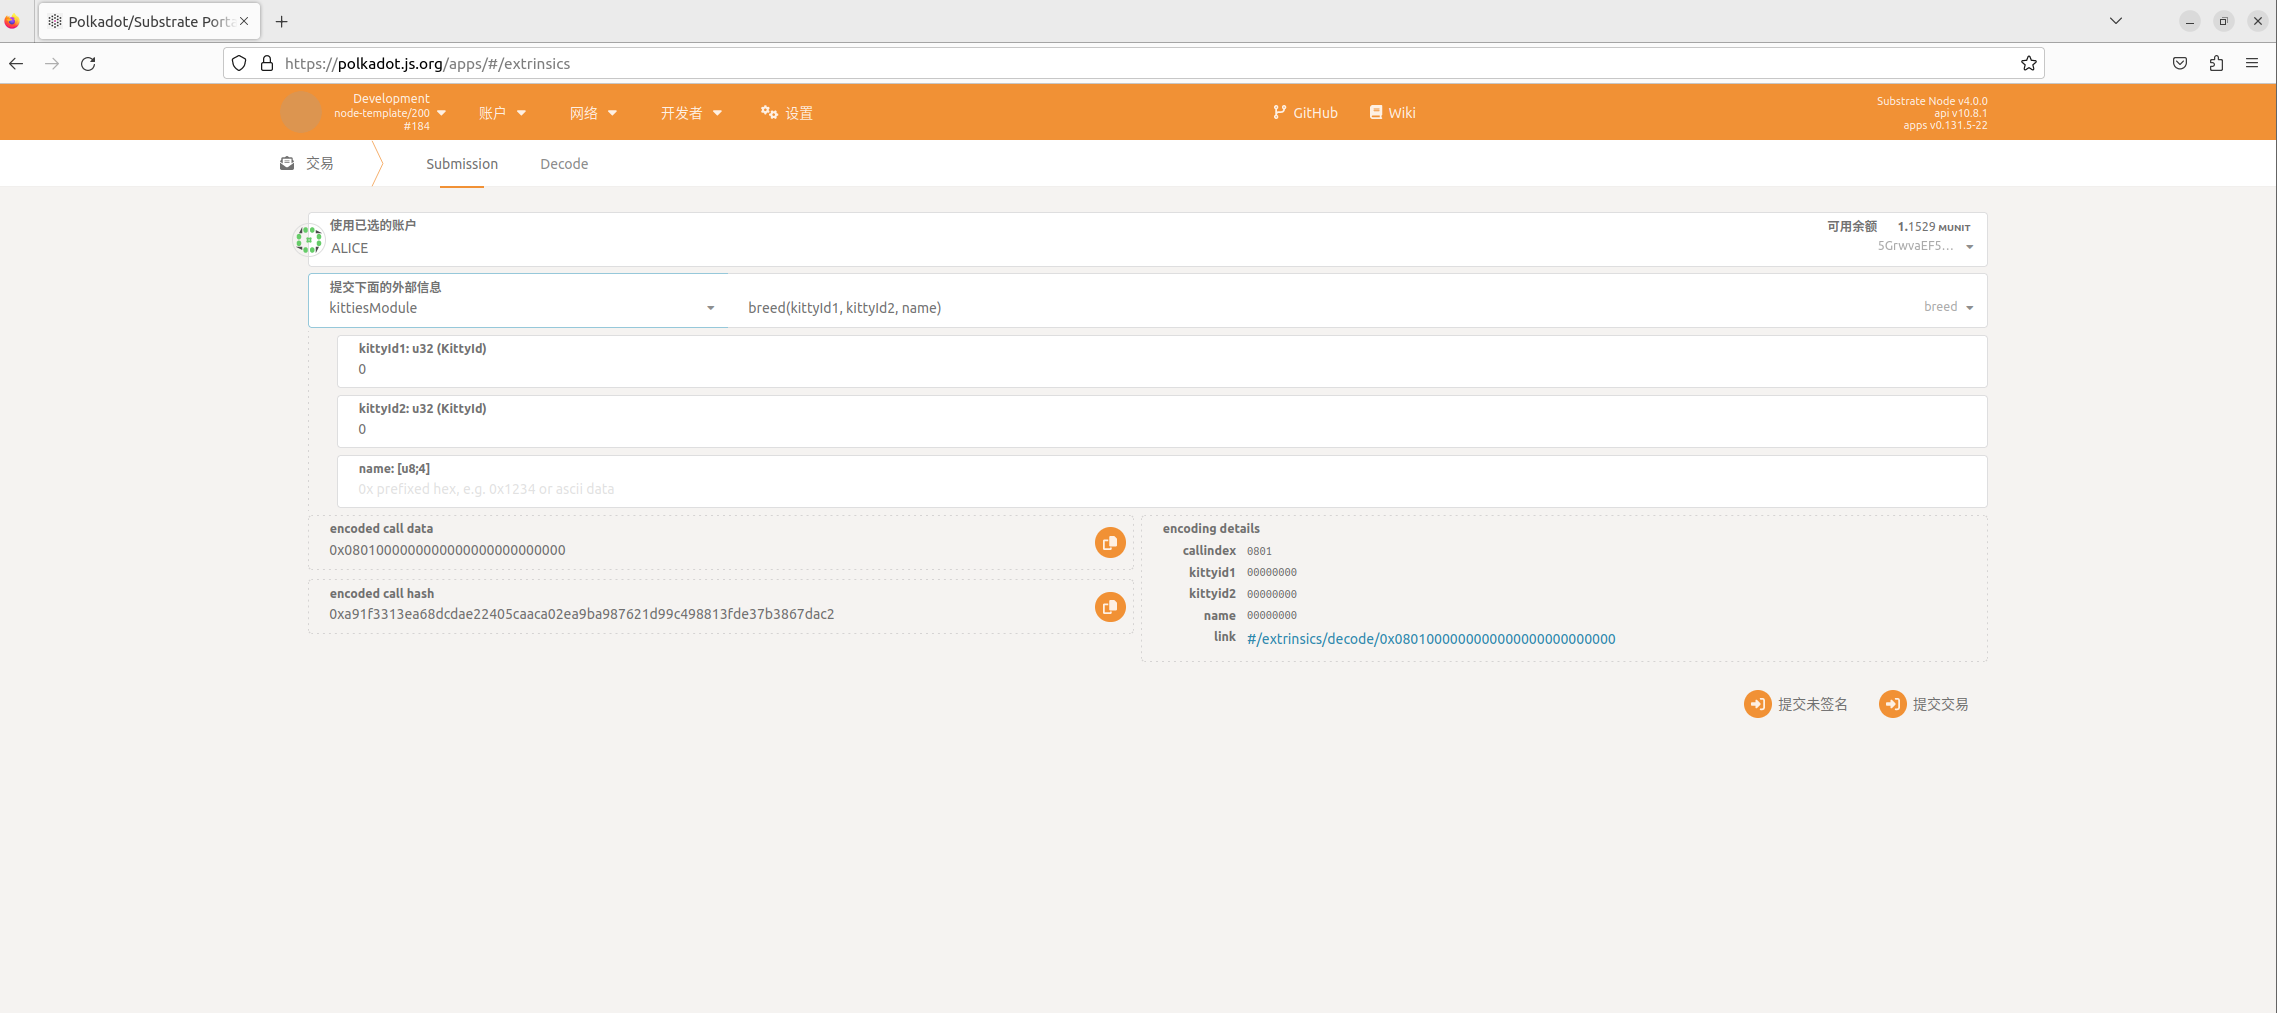 Polkadot/Substrate Porta
https://polkadot.js.org/apps/#/extrinsics
Development
node-template/200
#184
账户
网络
开发者
设置
GitHub
Wiki
Substrate Node v4.0.0
api v10.8.1
apps v0.131.5-22
交易
Submission
Decode
使用已选的账户
ALICE
可用余额 1.1529 MUNIT
5GrwvaEF5...
提交下面的外部信息
kittiesModule
breed(kittyId1, kittyId2, name)
breed
kittyId1: u32 (KittyId)
0
kittyId2: u32 (KittyId)
0
name: [u8;4]
0x prefixed hex, e.g. 0x1234 or ascii data
encoded call data
0x0801000000000000000000000000
encoded call hash
0xa91f3313ea68dcdae22405caaca02ea9ba987621d99c498813fde37b3867dac2
encoding details
callindex 0801
kittyid1 00000000
kittyid2 00000000
name 00000000
link #/extrinsics/decode/0x0801000000000000000000000000
提交未签名
提交交易